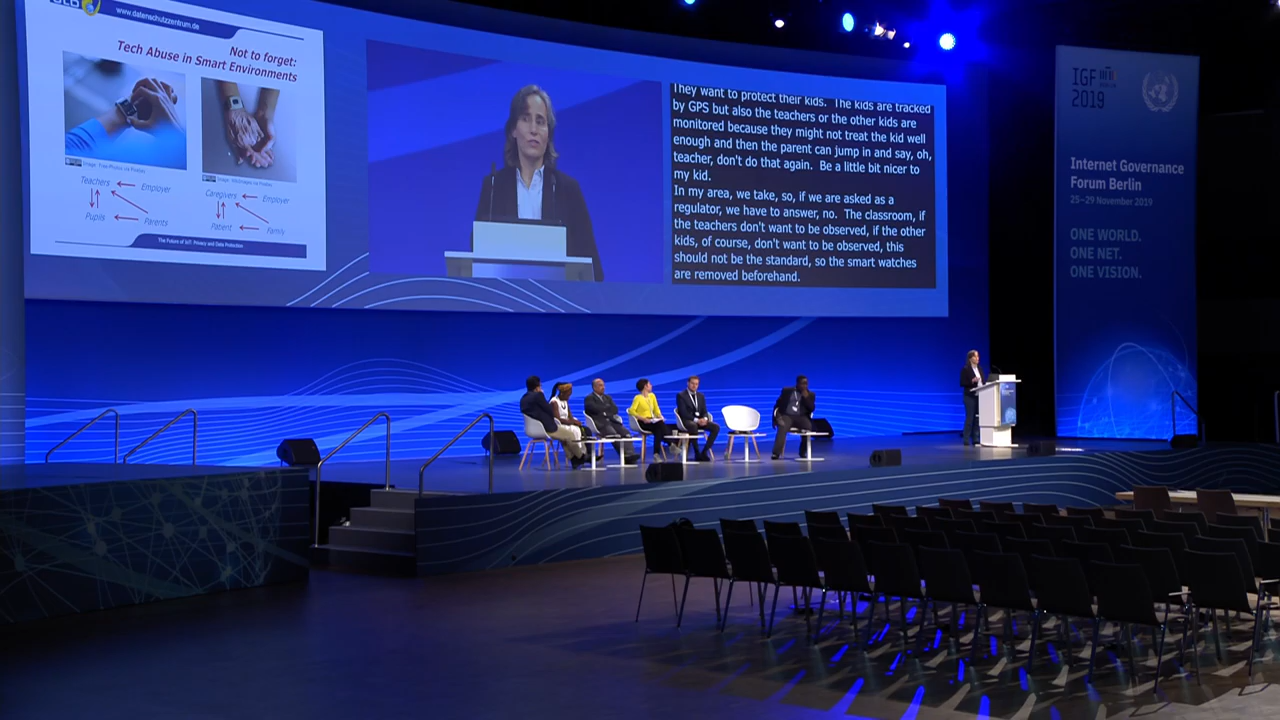 www.datenschutzzentrum.de
Not to forget:
Tech Abuse in Smart Environments
Teachers
Employer
Pupils
Parents
Caregivers
Employer
Patient
Family
The Future of IoT: Privacy and Data Protection
They want to protect their kids. The kids are tracked
by GPS but also the teachers or the other kids are
monitored because they might not treat the kid well
enough and then the parent can jump in and say, oh,
teacher, don't do that again. Be a little bit nicer to
my kid.
In my area, we take, so, if we are asked as a
regulator, we have to answer, no. The classroom, if
the teachers don't want to be observed, if the other
kids, of course, don't want to be observed, this
should not be the standard, so the smart watches
are removed beforehand.
IGF
2019
Internet Governance
Forum Berlin
25–29 November 2019
ONE WORLD.
ONE NET.
ONE VISION.